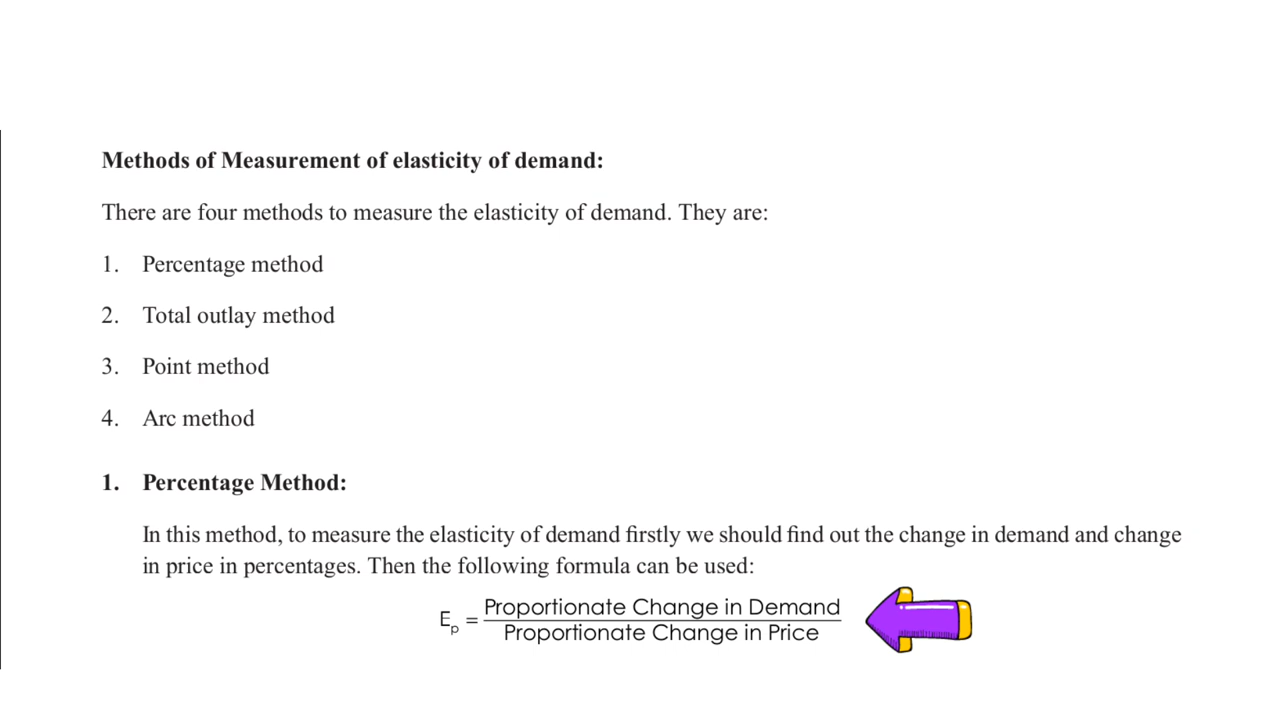 Methods of Measurement of elasticity of demand:
There are four methods to measure the elasticity of demand. They are:
1. Percentage method
2. Total outlay method
3. Point method
4. Arc method
1. Percentage Method:
In this method, to measure the elasticity of demand firstly we should find out the change in demand and change
in price in percentages. Then the following formula can be used:
Ep = Proportionate Change in Demand
Proportionate Change in Price